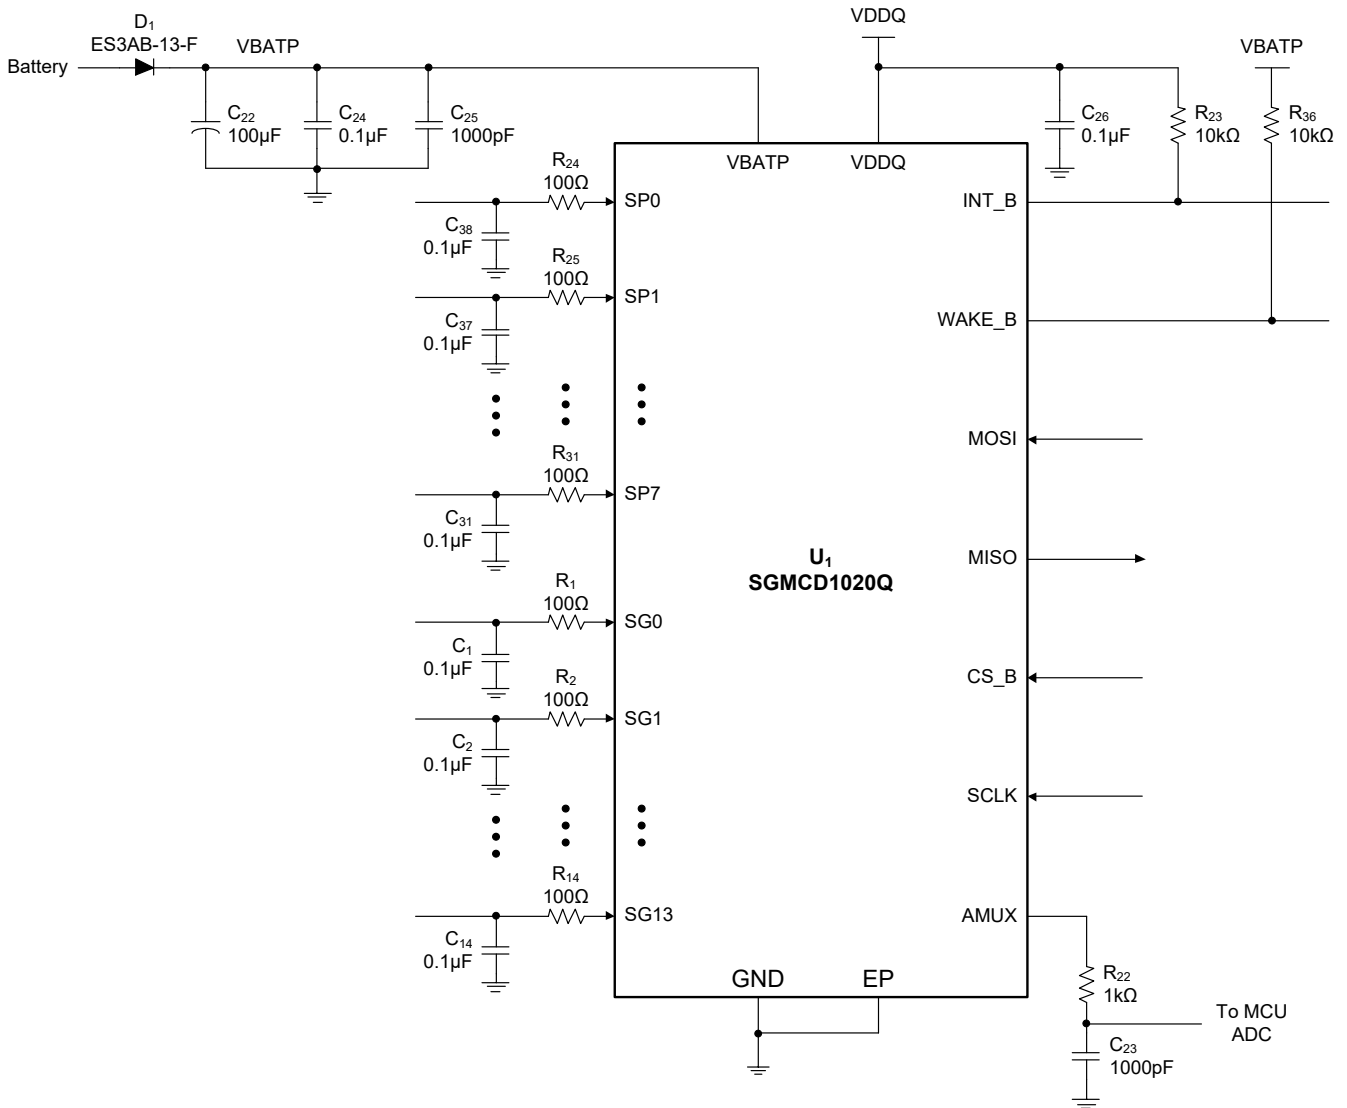 D1
ES3AB-13-F
Battery
VBATP
C22
100µF
C24
0.1µF
C25
1000pF
VDDQ
VBATP
C26
0.1µF
R23
10kΩ
R36
10kΩ
VBATP
VDDQ
R24
100Ω
SP0
C38
0.1µF
R25
100Ω
SP1
C37
0.1µF
R31
100Ω
SP7
C31
0.1µF
R1
100Ω
SG0
C1
0.1µF
R2
100Ω
SG1
C2
0.1µF
R14
100Ω
SG13
C14
0.1µF
U1
SGMCD1020Q
INT_B
WAKE_B
MOSI
MISO
CS_B
SCLK
AMUX
GND
EP
R22
1kΩ
To MCU
ADC
C23
1000pF